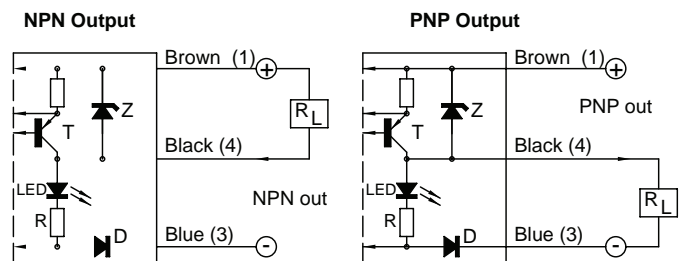 NPN Output
Brown (1)
+
T
Z
R L
Black (4)
LED
NPN out
R
D
Blue (3)
-
PNP Output
Brown (1)
+
PNP out
T
Z
Black (4)
LED
R L
R
D
Blue (3)
-